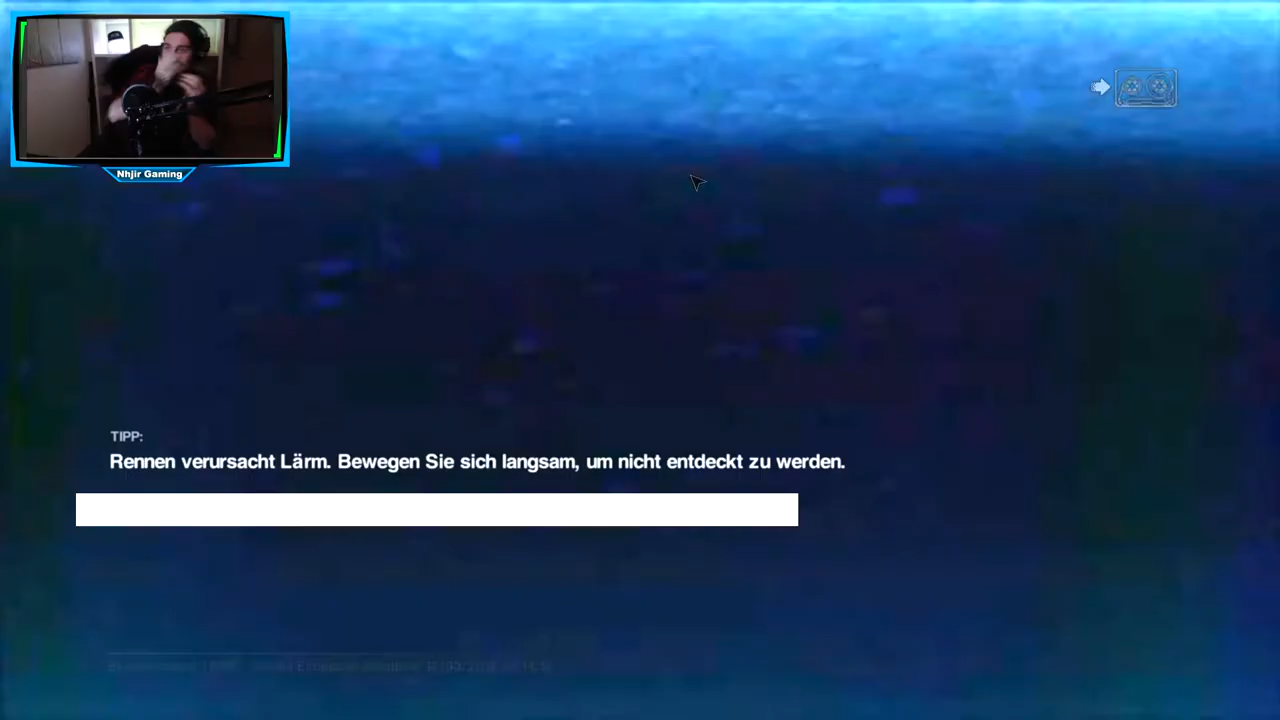 Nhjir Gaming
TIPP:
Rennen verursacht Lärm. Bewegen Sie sich langsam, um nicht entdeckt zu werden.